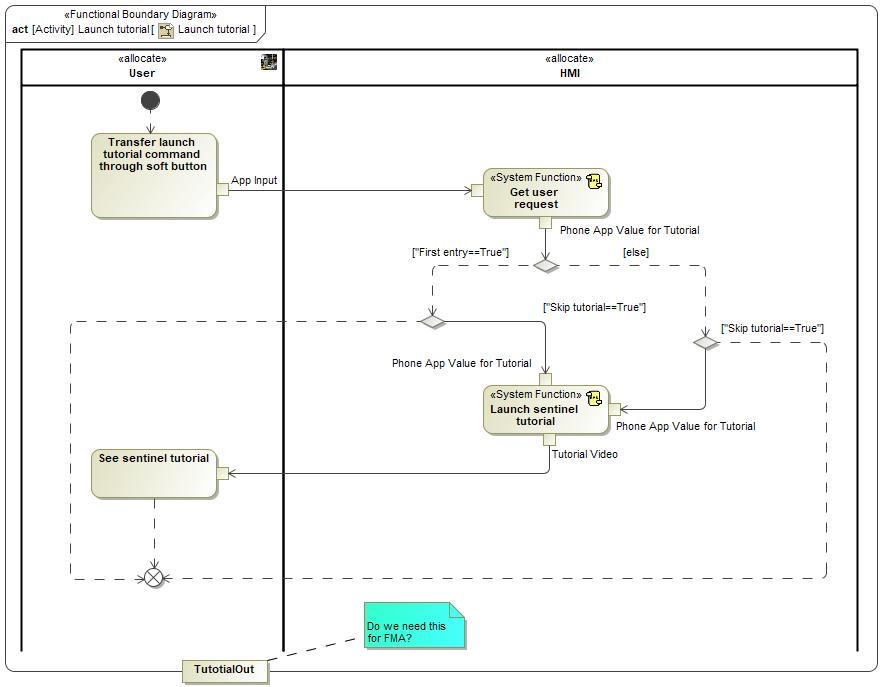 «Functional Boundary Diagram»
act [Activity] Launch tutorial[ Launch tutorial ]
«allocate»
User
«allocate»
HMI
Transfer launch
tutorial command
through soft button
App Input
«System Function»
Get user
request
Phone App Value for Tutorial
["First entry==True"]
[else]
["Skip tutorial==True"]
["Skip tutorial==True"]
Phone App Value for Tutorial
«System Function»
Launch sentinel
tutorial
Phone App Value for Tutorial
Tutorial Video
See sentinel tutorial
Do we need this
for FMA?
TutotialOut